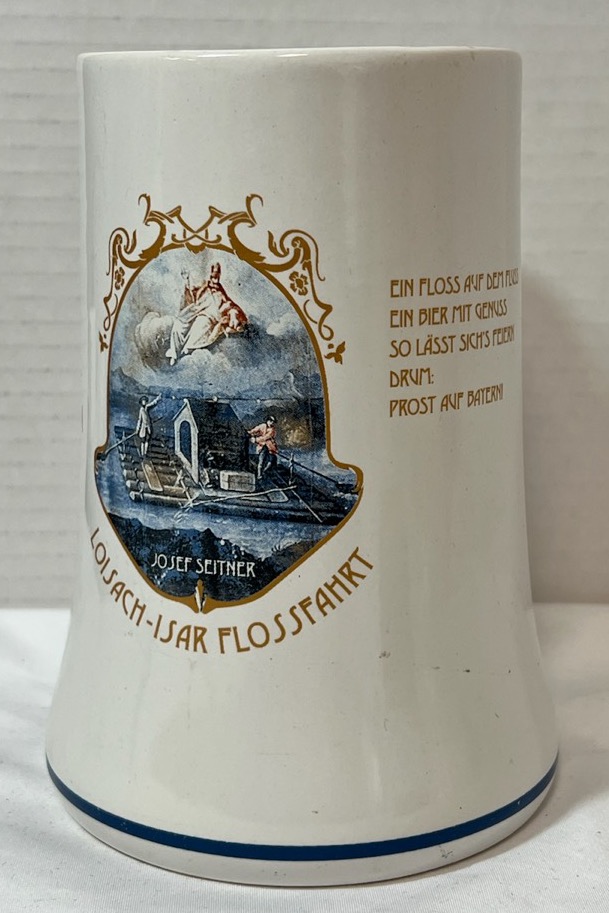 JOSEF SEITNER
LOISACH-ISAR FLOSSFAHRT
EIN FLOSS AUF DEM
EIN BIER MIT GENUSS
SO LÄSST SICH'S FEIERN
DRUM:
PROST AUF BAYERN!